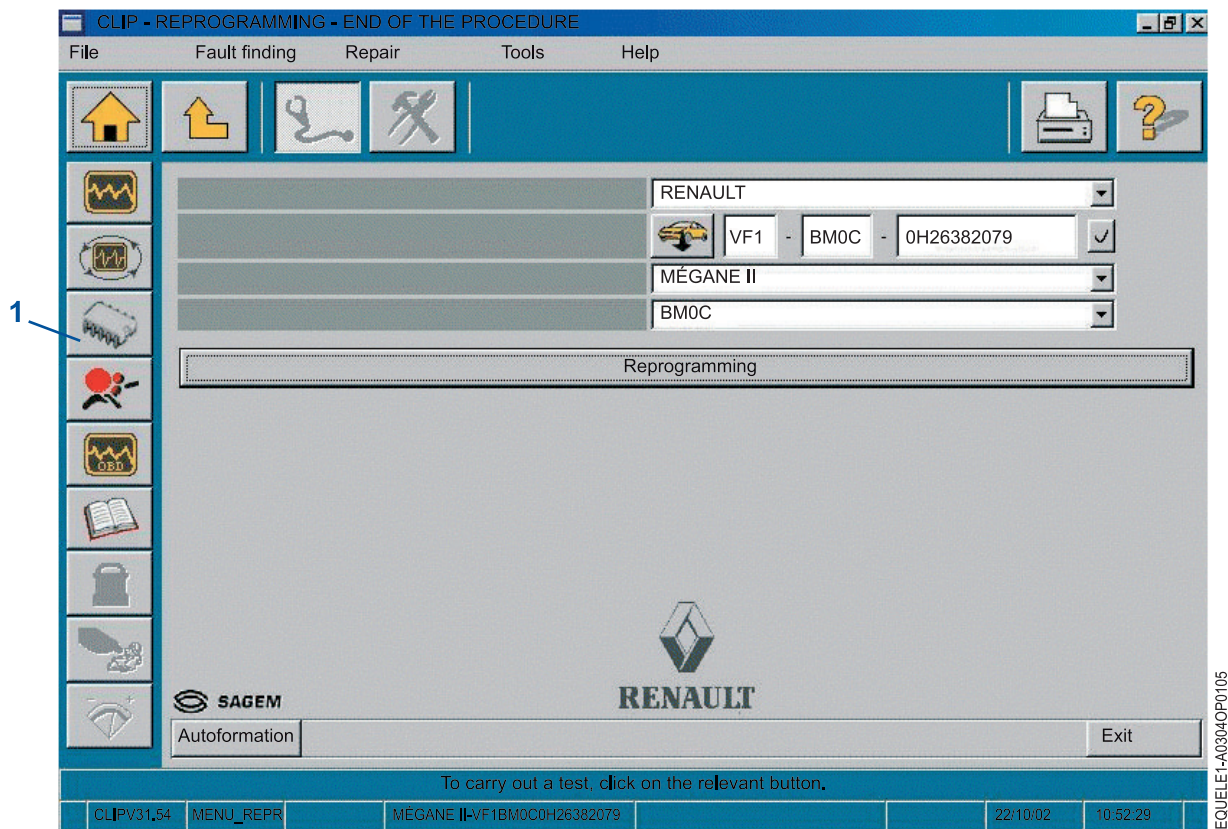 CLIP - REPROGRAMMING - END OF THE PROCEDURE
File Fault finding Repair Tools Help
RENAULT
VF1 - BM0C - 0H26382079
MÉGANE II
1
BM0C
Reprogramming
OBD
SAGEM
RENAULT
Autoformation Exit
To carry out a test, click on the relevant button.
CLIPV31.54 MENU_REPR MÉGANE II-VF1BM0C0H26382079 22/10/02 10:52:29
EQUELE1-A0304OP0105